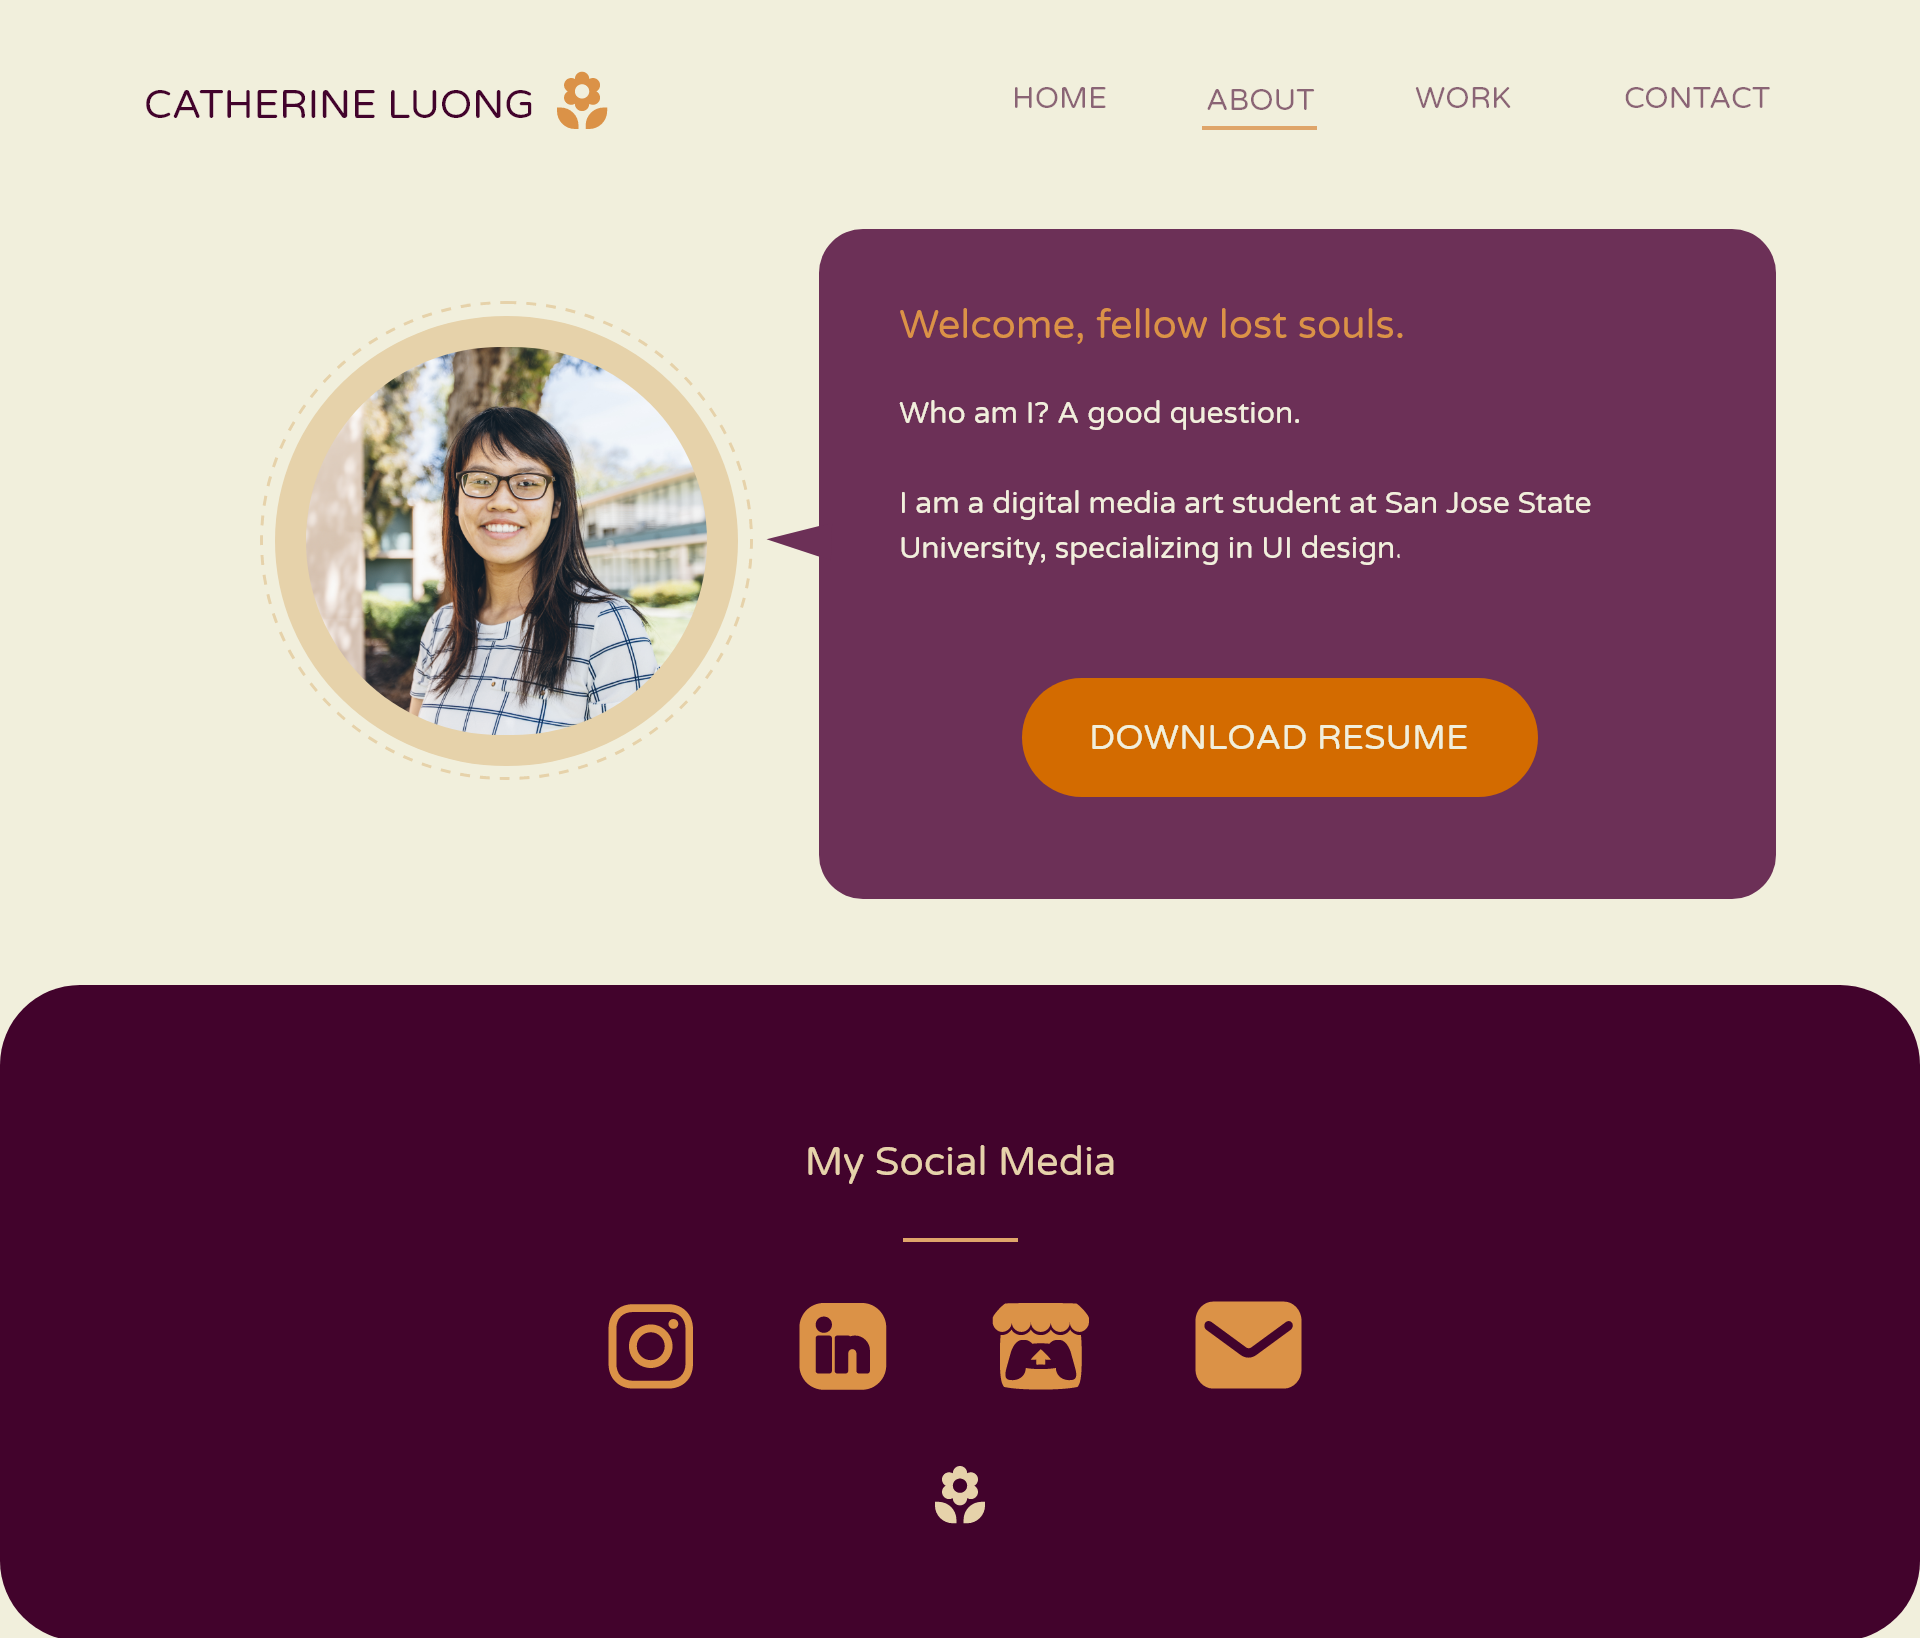 CATHERINE LUONG
HOME ABOUT WORK CONTACT
Welcome, fellow lost souls.
Who am I? A good question.
I am a digital media art student at San Jose State
University, specializing in UI design.
DOWNLOAD RESUME
My Social Media
in